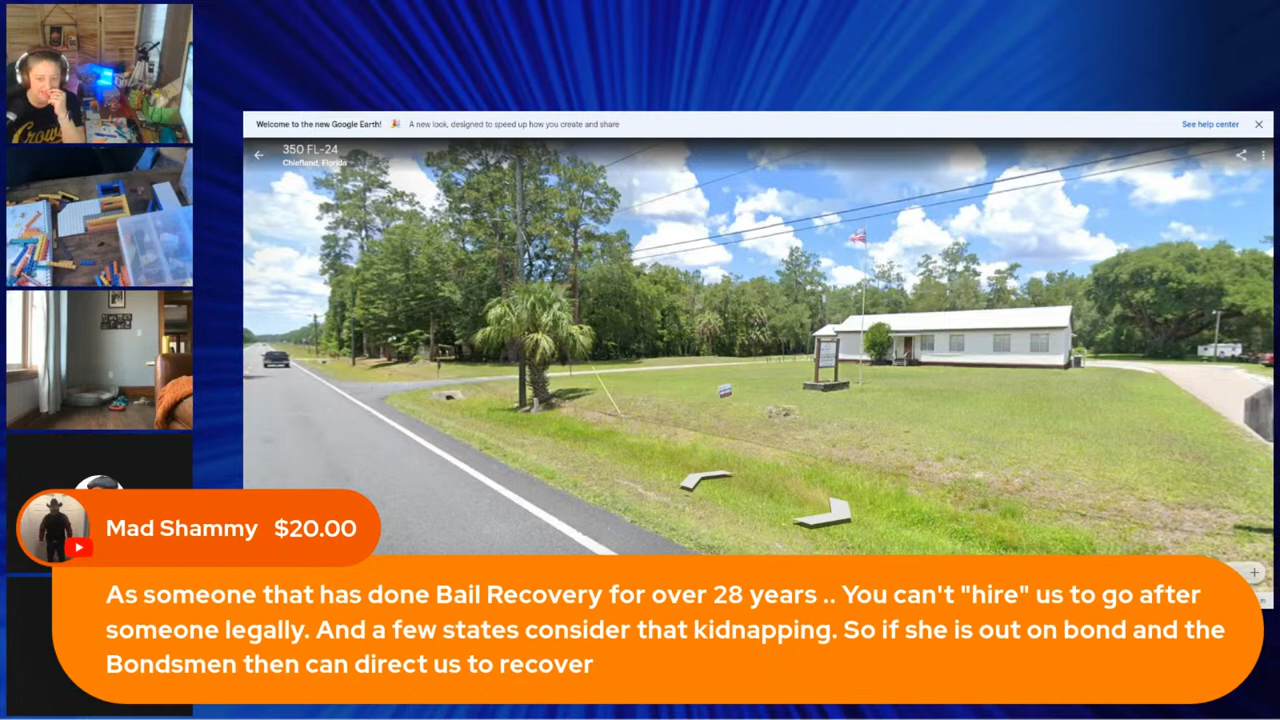 Welcome to the new Google Earth! 🎉 A new look, designed to speed up how you create and share See help center
350 FL-24
Chiefland, Florida
Mad Shammy $20.00
As someone that has done Bail Recovery for over 28 years .. You can't "hire" us to go after
someone legally. And a few states consider that kidnapping. So if she is out on bond and the
Bondsmen then can direct us to recover